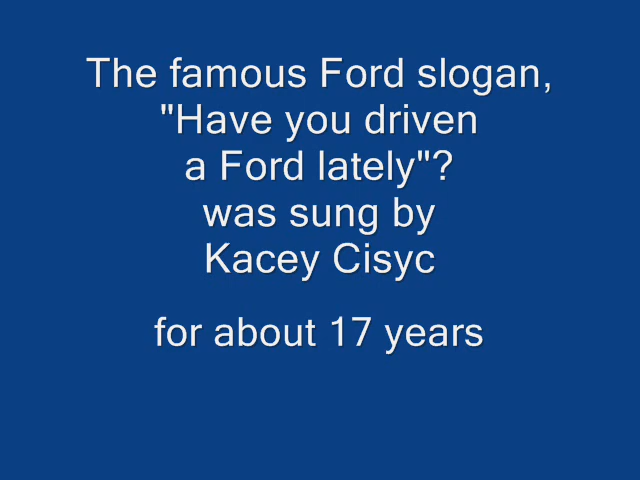 The famous Ford slogan,
"Have you driven
a Ford lately"?
was sung by
Kacey Cisyc
for about 17 years